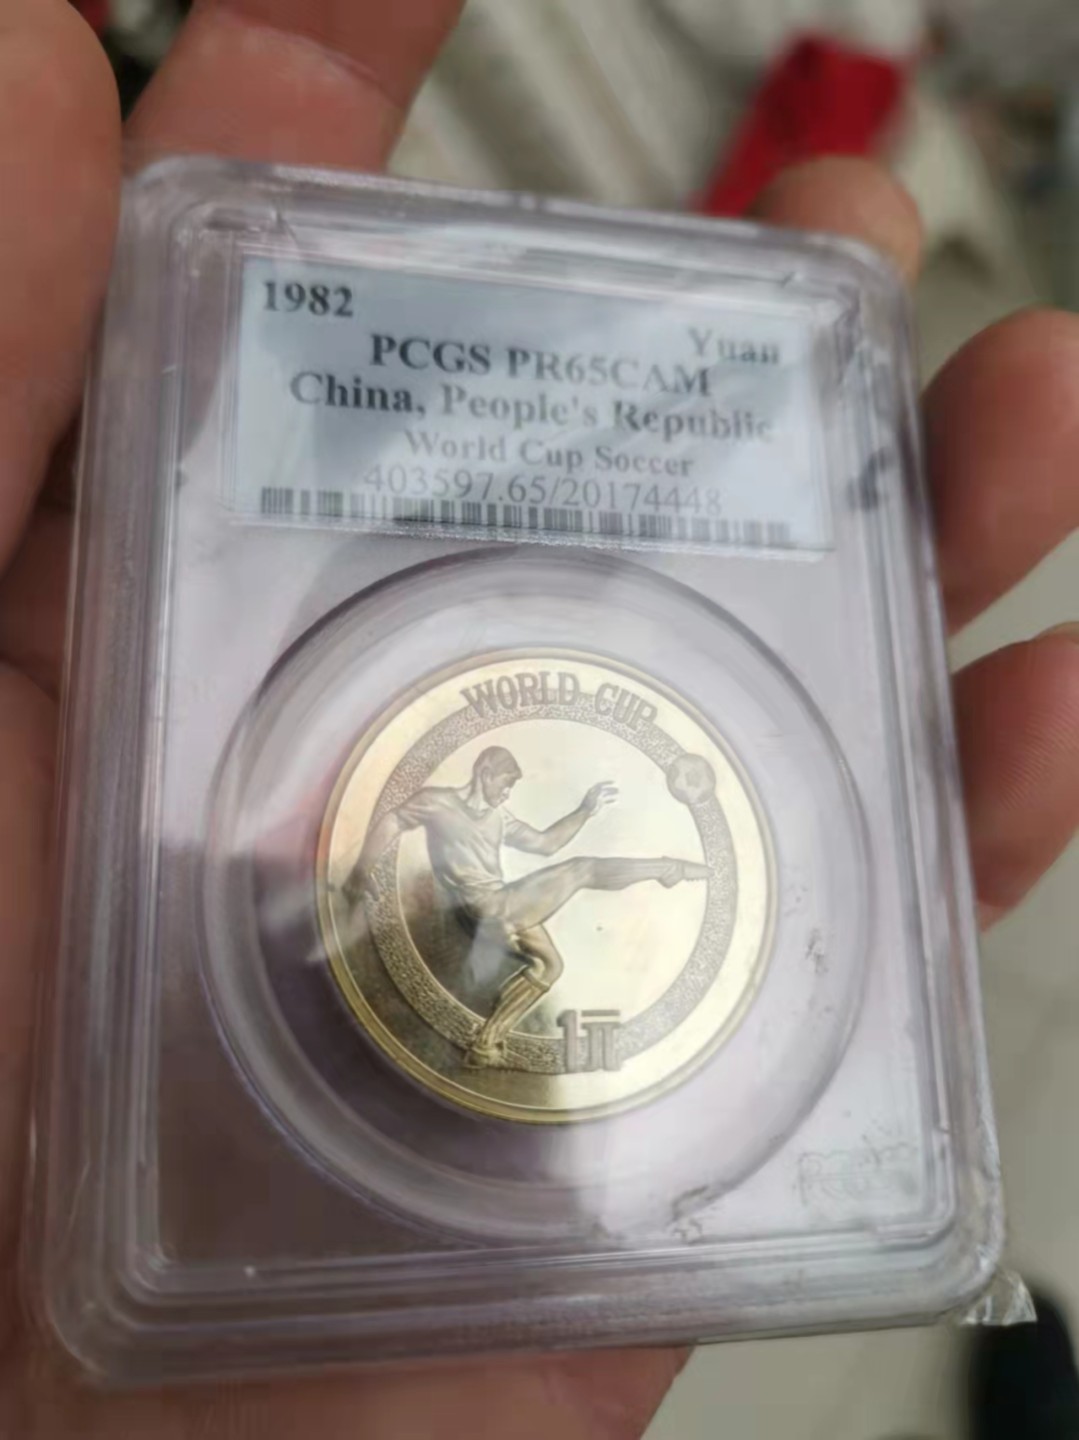 1982
Yuan
PCGS PR65CAM
China, People's Republic
World Cup Soccer
403597.65/20174448
WORLD CUP
1元